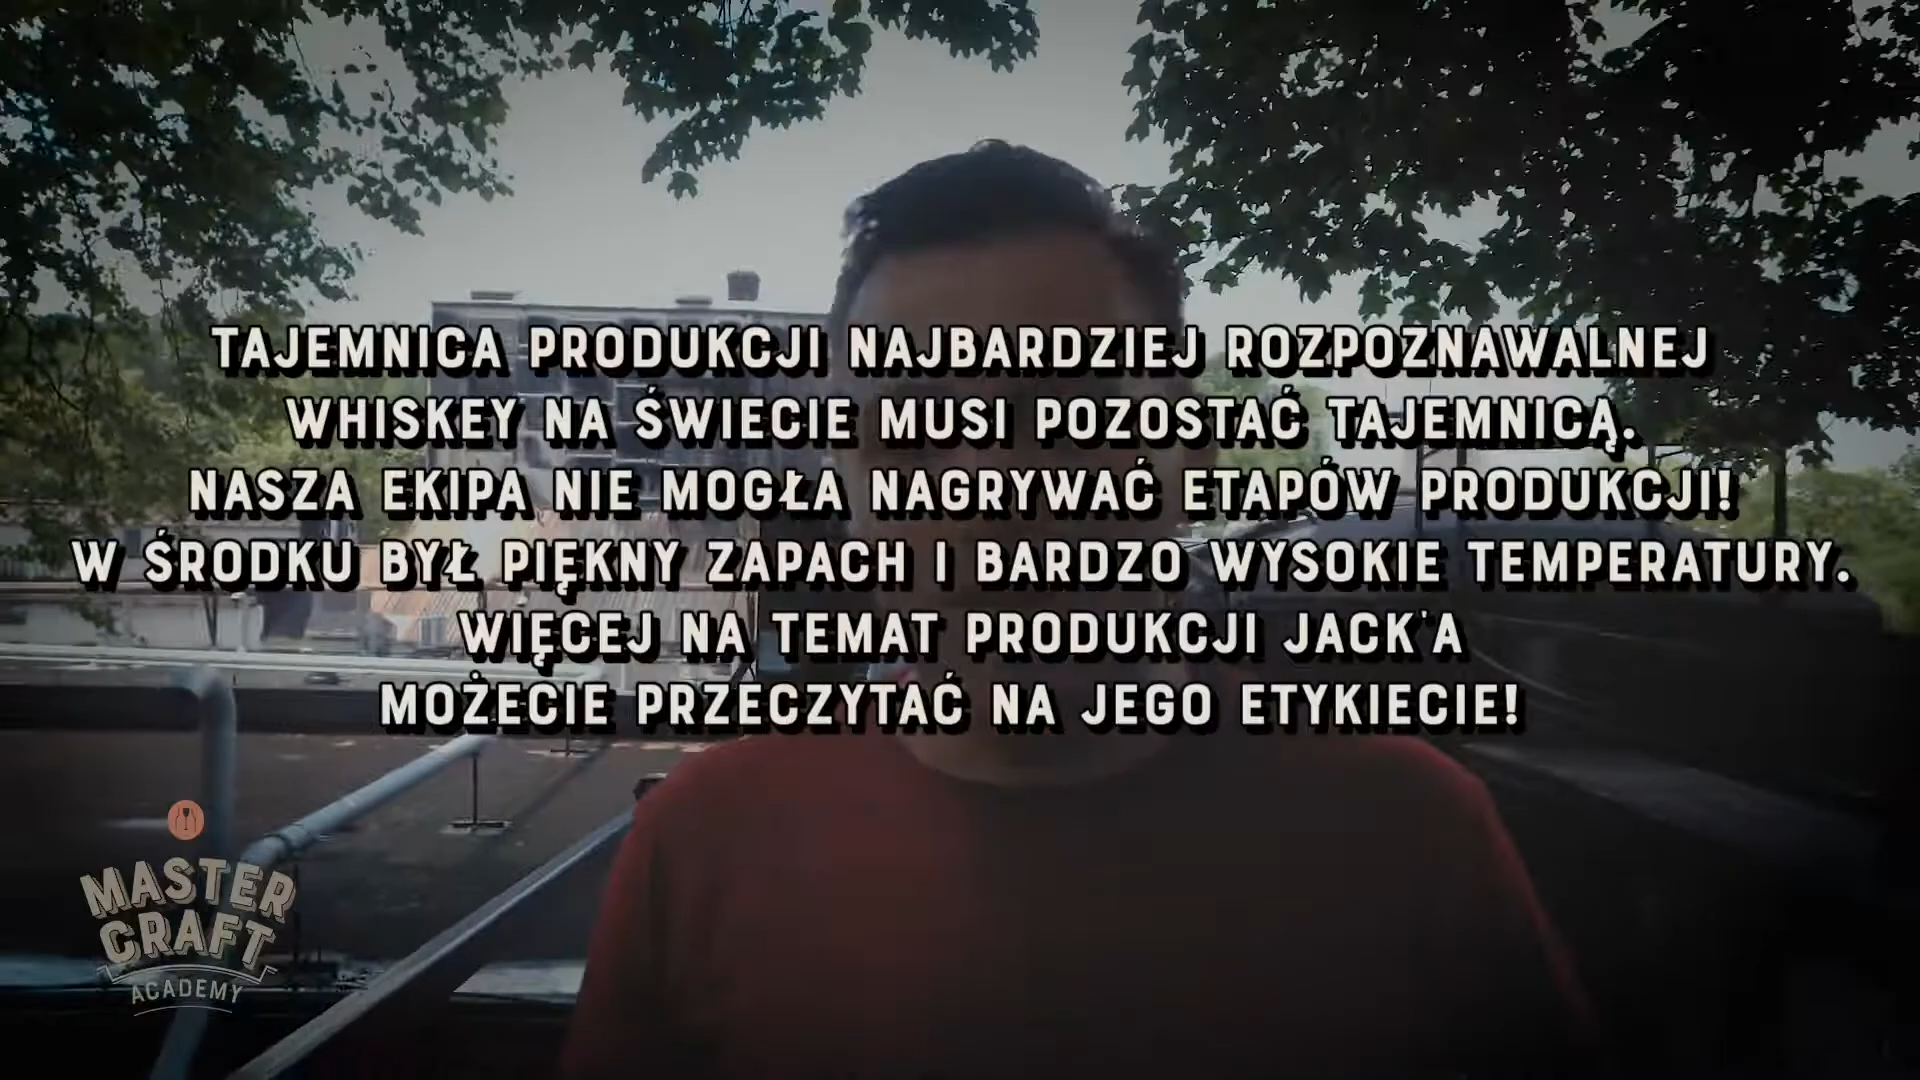 TAJEMNICA PRODUKCJI NAJBARDZIEJ ROZPOZNAWALNEJ
WHISKEY NA ŚWIECIE MUSI POZOSTAĆ TAJEMNICĄ.
NASZA EKIPA NIE MOGŁA NAGRYWAĆ ETAPÓW PRODUKCJI!
W ŚRODKU BYŁ PIĘKNY ZAPACH I BARDZO WYSOKIE TEMPERATURY.
WIĘCEJ NA TEMAT PRODUKCJI JACK'A
MOŻECIE PRZECZYTAĆ NA JEGO ETYKIECIE!
MASTER
CRAFT
ACADEMY